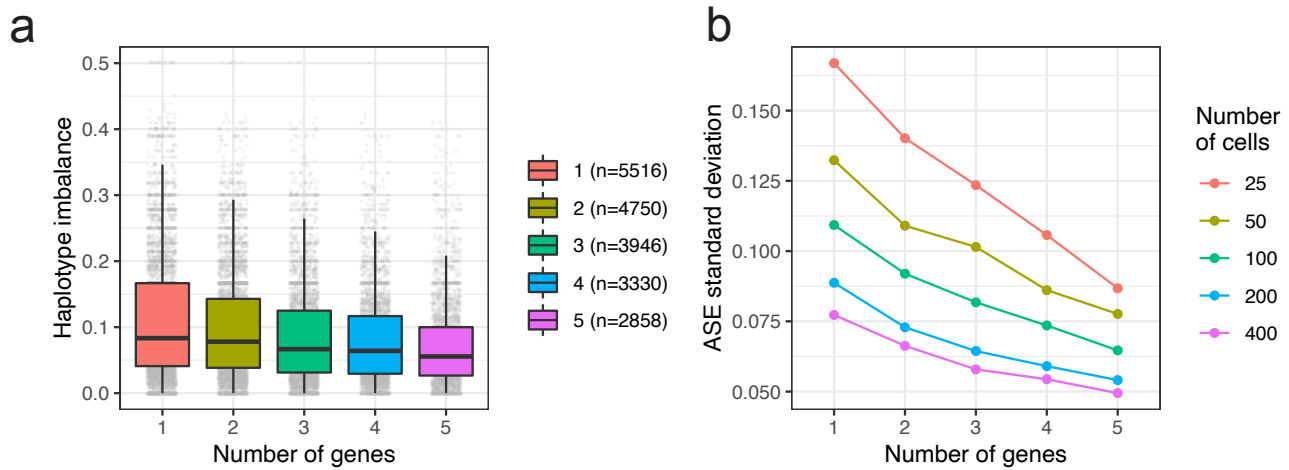 a
Haplotype imbalance
0.5
0.4
0.3
0.2
0.1
0.0
1 2 3 4 5
Number of genes
1 (n=5516)
2 (n=4750)
3 (n=3946)
4 (n=3330)
5 (n=2858)
b
ASE standard deviation
0.150
0.125
0.100
0.075
0.050
1 2 3 4 5
Number of genes
Number
of cells
25
50
100
200
400